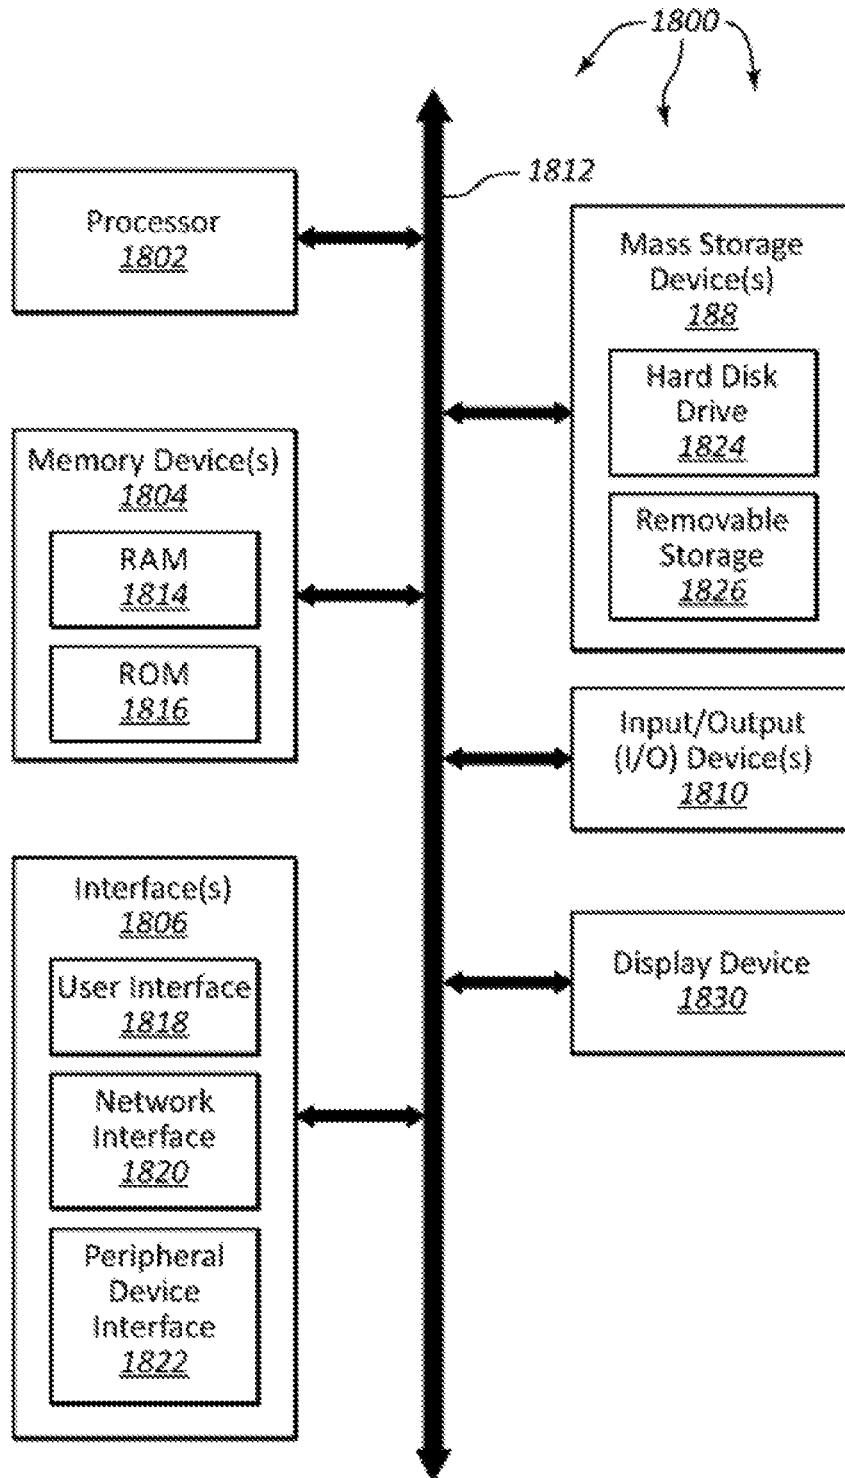 1800
1812
Processor
1802
Memory Device(s)
1804
RAM
1814
ROM
1816
Interface(s)
1806
User Interface
1818
Network
Interface
1820
Peripheral
Device
Interface
1822
Mass Storage
Device(s)
188
Hard Disk
Drive
1824
Removable
Storage
1826
Input/Output
(I/O) Device(s)
1810
Display Device
1830